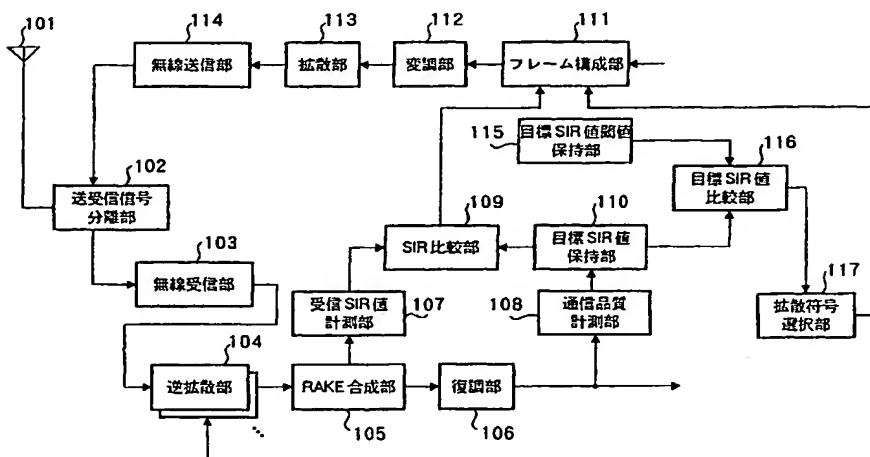 101
114
113
112
111
無線送信部
拡散部
変調部
フレーム構成部
115
目標SIR値閾値
保持部
116
目標SIR値
比較部
102
送受信信号
分離部
109
SIR比較部
110
目標SIR値
保持部
103
無線受信部
受信SIR値
計測部
107
108
通信品質
計測部
117
拡散符号
選択部
104
逆拡散部
RAKE合成部
105
復調部
106